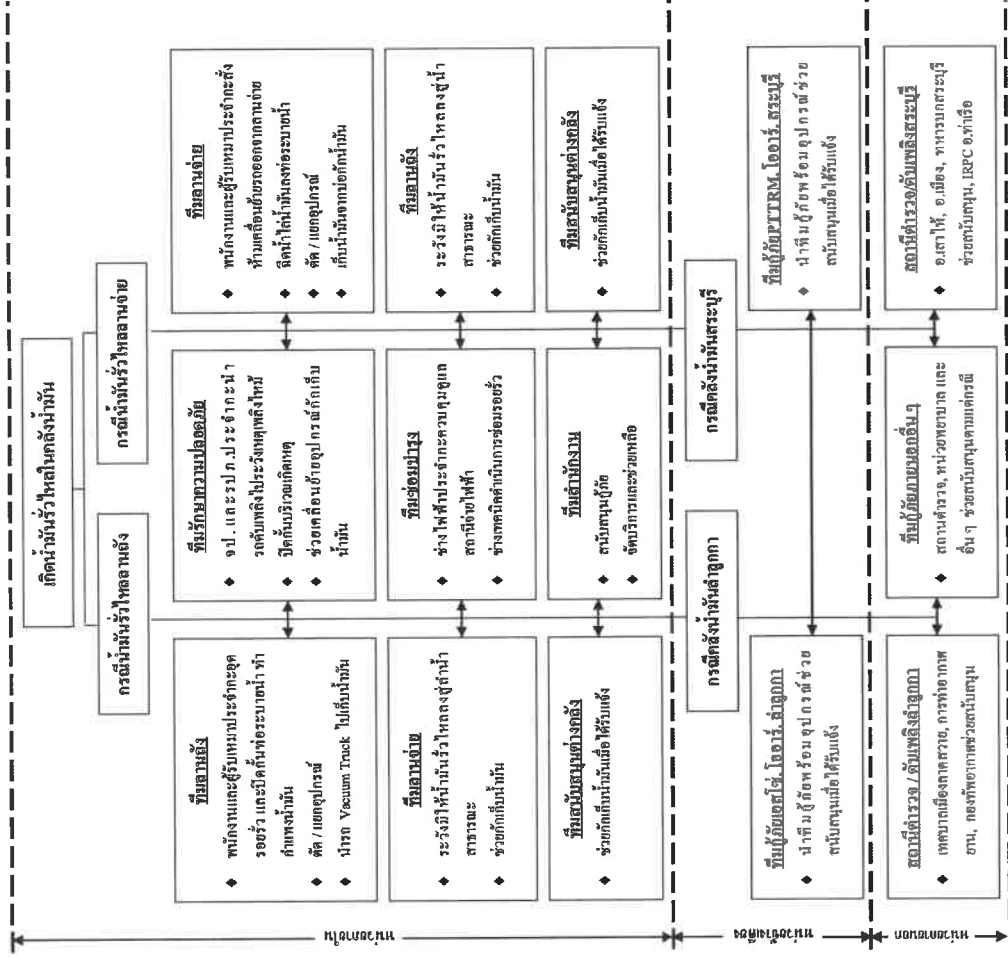 เกิดน้ำมันรั่วไหลในคลังน้ำมัน
กรณีน้ำมันรั่วไหลลานถัง
กรณีน้ำมันรั่วไหลลานจ่าย
ทีมลานถัง
พนักงานและผู้รับเหมาประจำกะอุด
รอยรั่ว และปิดกั้นท่อระบายน้ำ ทำ
กำแพงน้ำมัน
ตัด / แยกอุปกรณ์
นำรถ Vacuum Truck ไปเก็บน้ำมัน
ทีมรักษาความปลอดภัย
จป. และรปภ.ประจำกะนำ
รถดับเพลิงไประวังเหตุเพลิงไหม้
ปิดกั้นบริเวณเกิดเหตุ
ช่วยเคลื่อนย้ายอุปกรณ์กักเก็บ
น้ำมัน
ทีมลานจ่าย
พนักงานและผู้รับเหมาประจำกะสั่ง
ห้ามเคลื่อนย้ายรถออกจากลานจ่าย
ฉีดน้ำไล่น้ำมันลงท่อระบายน้ำ
ตัด / แยกอุปกรณ์
เก็บน้ำมันจากบ่อดักน้ำมัน
ทีมลานจ่าย
ระวังมิให้น้ำมันรั่วไหลลงสู่ลำน้ำ
สาธารณะ
ช่วยกักเก็บน้ำมัน
ทีมซ่อมบำรุง
ช่างไฟฟ้าประจำกะควบคุมดูแล
สถานีจ่ายไฟฟ้า
ช่างเทคนิคดำเนินการซ่อมรอยรั่ว
ทีมลานถัง
ระวังมิให้น้ำมันรั่วไหลลงสู่น้ำ
สาธารณะ
ช่วยกักเก็บน้ำมัน
ทีมสนับสนุนต่างคลัง
ช่วยกักเก็บน้ำมันเมื่อได้รับแจ้ง
ทีมสำนักงาน
สนับสนุนกู้ภัย
จัดบริการและช่วยเหลือ
ทีมสนับสนุนต่างคลัง
ช่วยกักเก็บน้ำมันเมื่อได้รับแจ้ง
หน่วยภายใน
กรณีคลังน้ำมันลำลูกกา
กรณีคลังน้ำมันสระบุรี
ทีมกู้ภัยเอสโซ่, โออาร์, ลำลูกกา
นำทีมกู้ภัยพร้อมอุปกรณ์ช่วย
สนับสนุนเมื่อได้รับแจ้ง
ทีมกู้ภัยPTTRM, โออาร์, สระบุรี
นำทีมกู้ภัยพร้อมอุปกรณ์ช่วย
สนับสนุนเมื่อได้รับแจ้ง
หน่วยข้างเคียง
สถานีตำรวจ / ดับเพลิงลำลูกกา
เทศบาลเมืองลาดสวาย, การท่าอากาศ
ยาน, กองทัพอากาศช่วยสนับสนุน
ทีมกู้ภัยภายนอกอื่น ๆ
สถานตำรวจ, หน่วยพยาบาล และ
อื่น ๆ ช่วยสนับสนุนตามแต่กรณี
สถานีตำรวจ/ดับเพลิงสระบุรี
อ.เสาไห้, อ.เมือง, ทหารบกสระบุรี
ช่วยสนับสนุน, IRPC อ.ท่าเรือ
หน่วยภายนอก